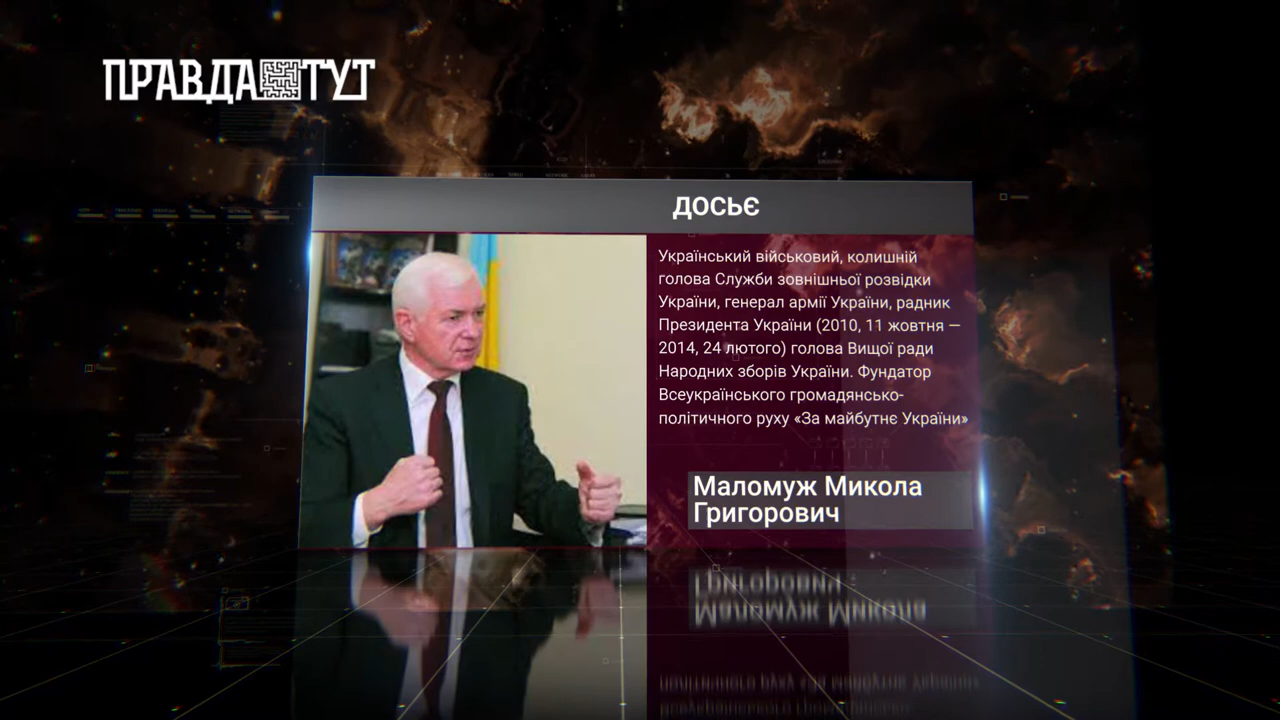 ПРАВДА ТУТ
ДОСЬЄ
Український військовий, колишній
голова Служби зовнішньої розвідки
України, генерал армії України, радник
Президента України (2010, 11 жовтня —
2014, 24 лютого) голова Вищої ради
Народних зборів України. Фундатор
Всеукраїнського громадянсько-
політичного руху «За майбутнє України»
Маломуж Микола
Григорович